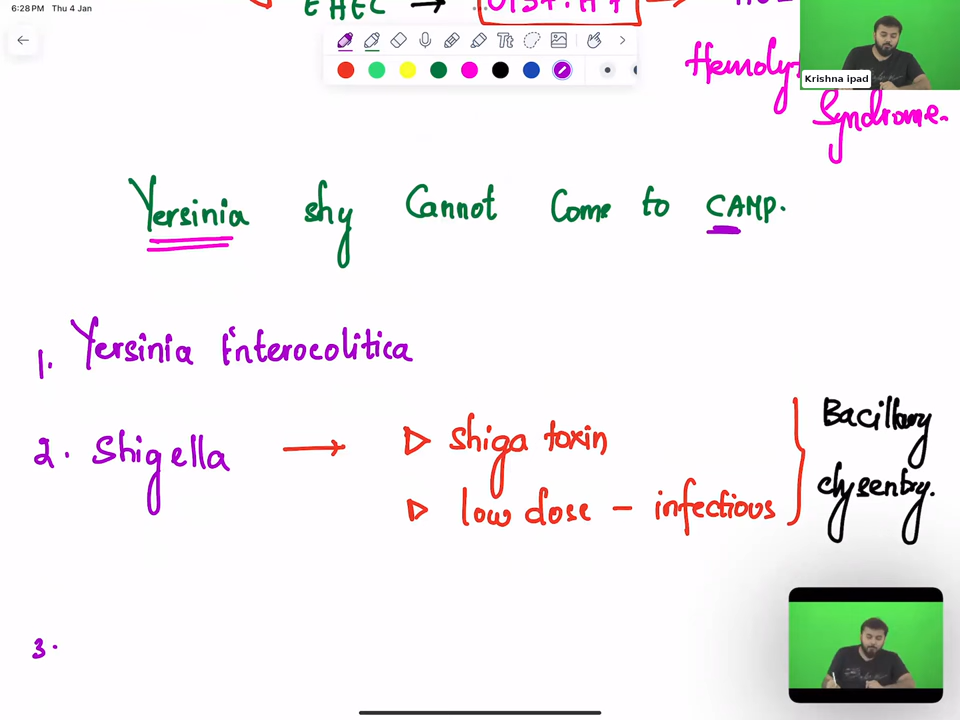 6:28 PM Thu 4 Jan
EHEC →
Tt
Krishna ipad
Syndrome.
Yersinia shy Cannot Come to CAMP.
1. Yersinia Enterocolitica
2. Shigella → ▷ Shiga toxin
▷ low dose - infectious
Bacillary
dysentry.
3.